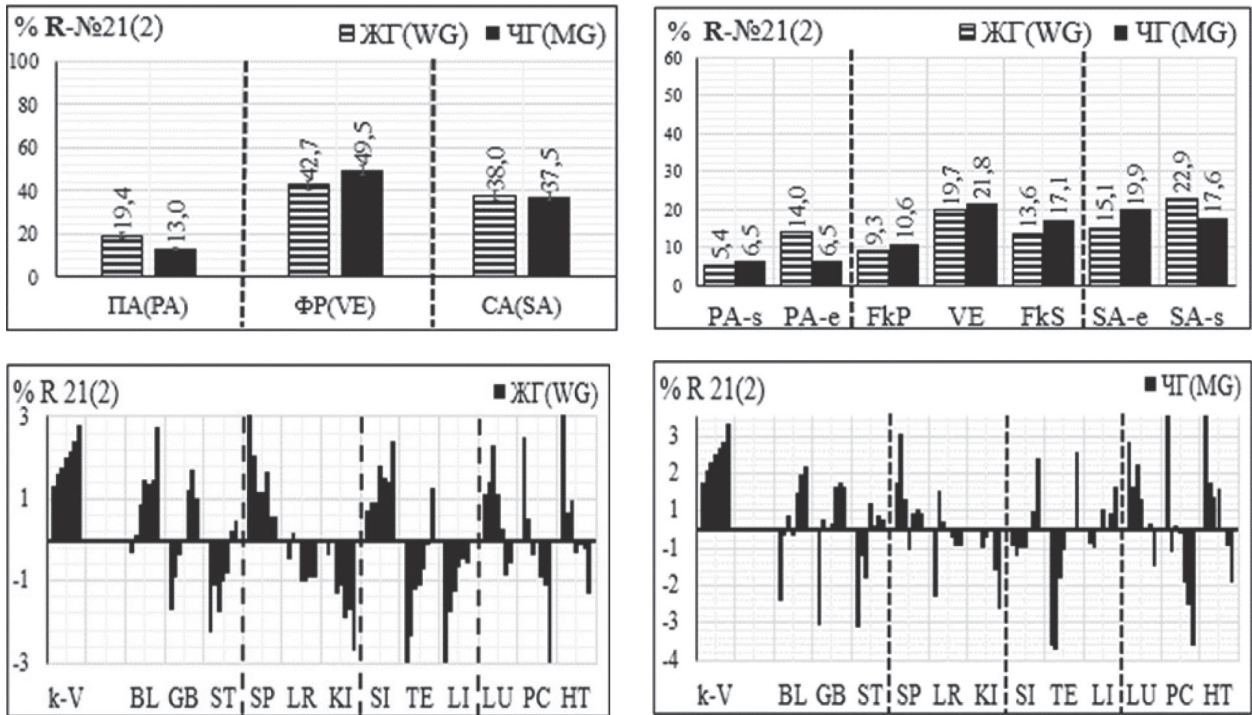 % R-№21(2) ЖГ(WG) ЧГ(MG)
100
80
60
40
20
0
19,4 13,0 42,7 49,5 38,0 37,5
ПА(PA) ФР(VE) СА(SA)
% R-№21(2) ЖГ(WG) ЧГ(MG)
60
50
40
30
20
10
0
5,4 6,5 14,0 6,5 9,3 10,6 19,7 21,8 13,6 17,1 15,1 19,9 22,9 17,6
PA-s PA-e FkP VE FkS SA-e SA-s
% R 21(2) ЖГ(WG)
3
1
-1
-3
k-V BL GB ST SP LR KI SI TE LI LU PC HT
% R 21(2) ЧГ(MG)
3
2
1
0
-1
-2
-3
-4
k-V BL GB ST SP LR KI SI TE LI LU PC HT